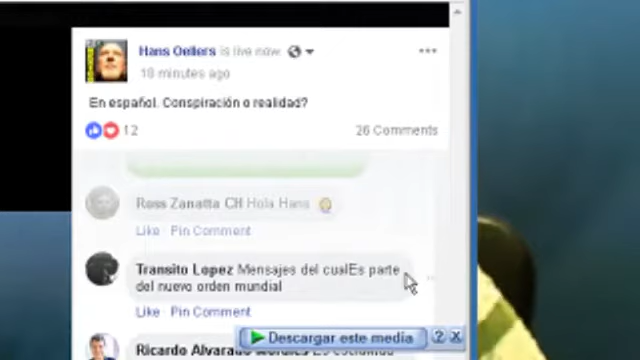 Hans Oellers is live now.
18 minutes ago
En español. Conspiración o realidad?
12
26 Comments
Ross Zanatta CH Hola Hans
Like Pin Comment
Transito Lopez Mensajes del cualEs parte
del nuevo orden mundial
Like Pin Comment
Descargar este media
Ricardo Alvarado